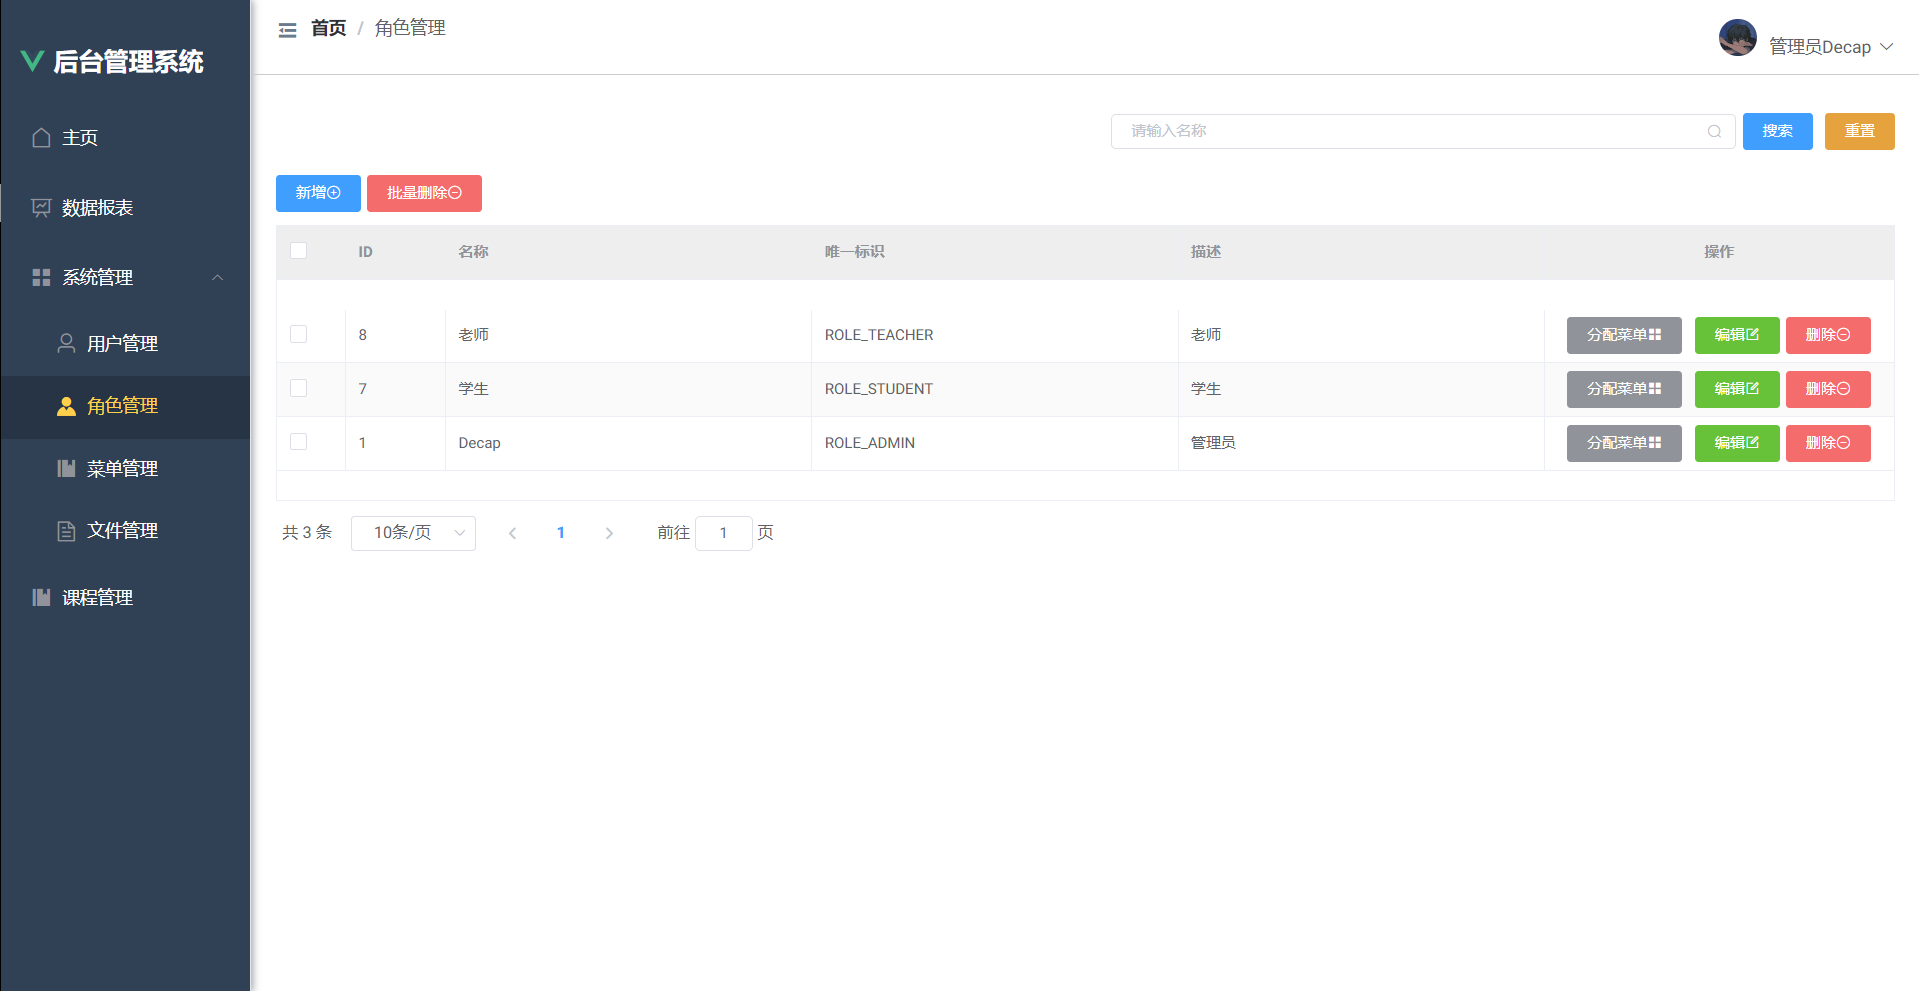 后台管理系统
主页
数据报表
系统管理
用户管理
角色管理
菜单管理
文件管理
课程管理
首页 / 角色管理
管理员Decap
请输入名称 搜索 重置
新增 批量删除
ID 名称 唯一标识 描述 操作
8 老师 ROLE_TEACHER 老师 分配菜单 编辑 删除
7 学生 ROLE_STUDENT 学生 分配菜单 编辑 删除
1 Decap ROLE_ADMIN 管理员 分配菜单 编辑 删除
共 3 条 10条/页 1 前往 1 页